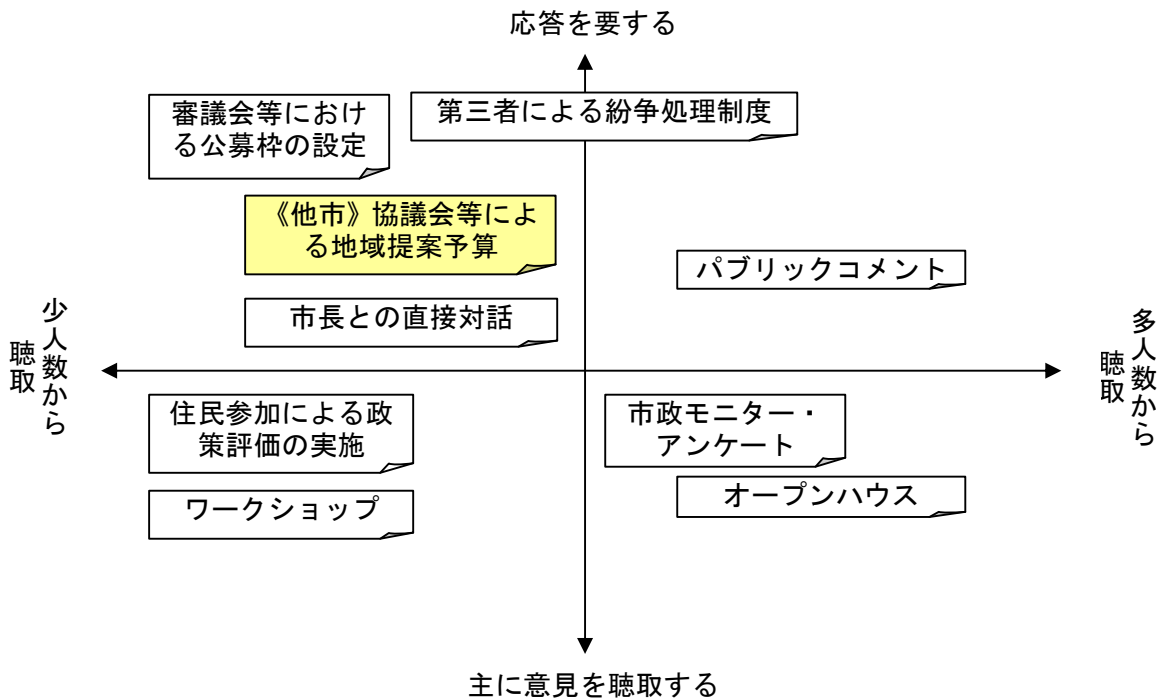 応答を要する
審議会等におけ
る公募枠の設定
第三者による紛争処理制度
《他市》協議会等によ
る地域提案予算
パブリックコメント
市長との直接対話
少人数から
聴取
多人数から
聴取
住民参加による政
策評価の実施
市政モニター・
アンケート
ワークショップ
オープンハウス
主に意見を聴取する